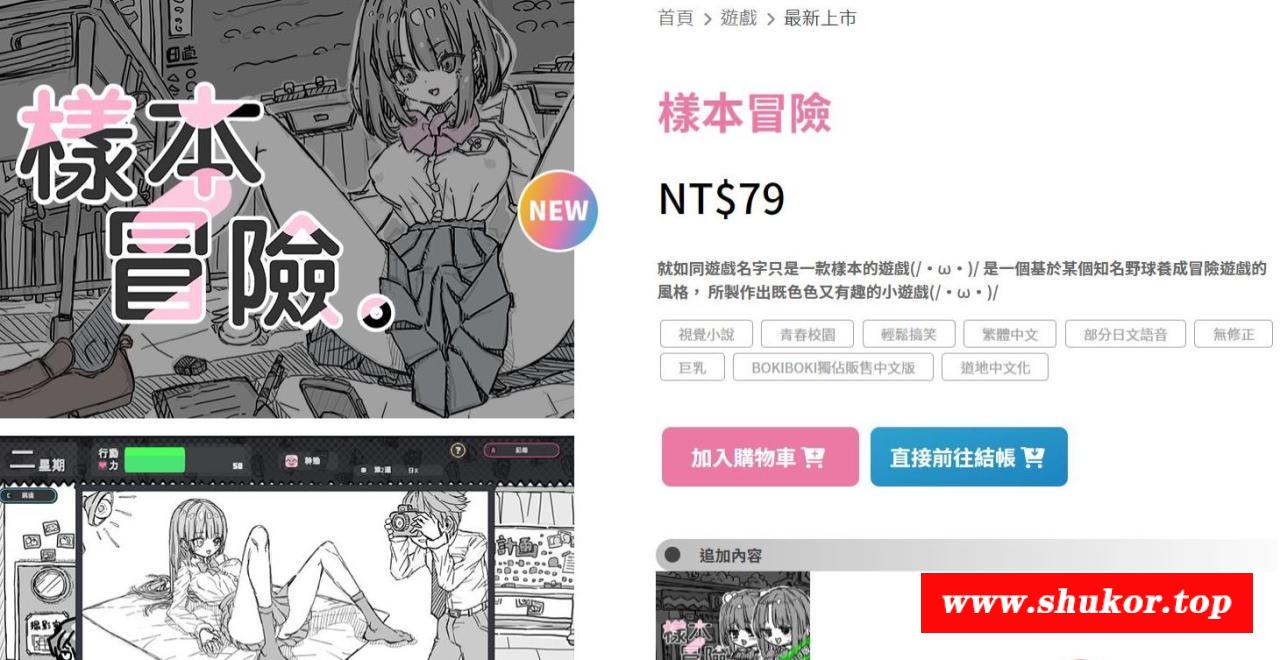 首頁 > 遊戲 > 最新上市
樣本
冒險。
NEW
樣本冒險
NT$79
就如同遊戲名字只是一款樣本的遊戲(/・ω・)/ 是一個基於某個知名野球養成冒險遊戲的
風格， 所製作出既色色又有趣的小遊戲(/・ω・)/
視覺小說 青春校園 輕鬆搞笑 繁體中文 部分日文語音 無修正
巨乳 BOKIBOKI獨佔販售中文版 道地中文化
加入購物車 直接前往結帳
二星期
行動
力
50
?
計画
追加內容
樣本
www.shukor.top